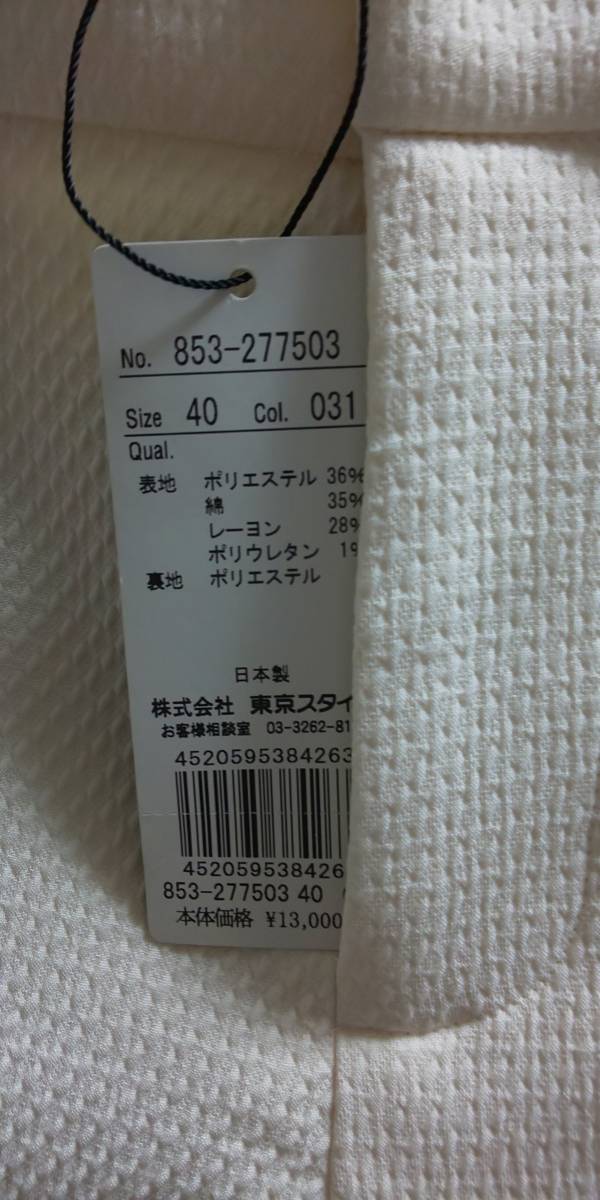 No. 853-277503
Size 40 Col. 031
Qual.
表地 ポリエステル 36%
綿 35%
レーヨン 28%
ポリウレタン 1%
裏地 ポリエステル
日本製
株式会社 東京スタイ
お客様相談室 03-3262-81
4520595384263
452059538426
853-277503 40
本体価格 ¥13,000